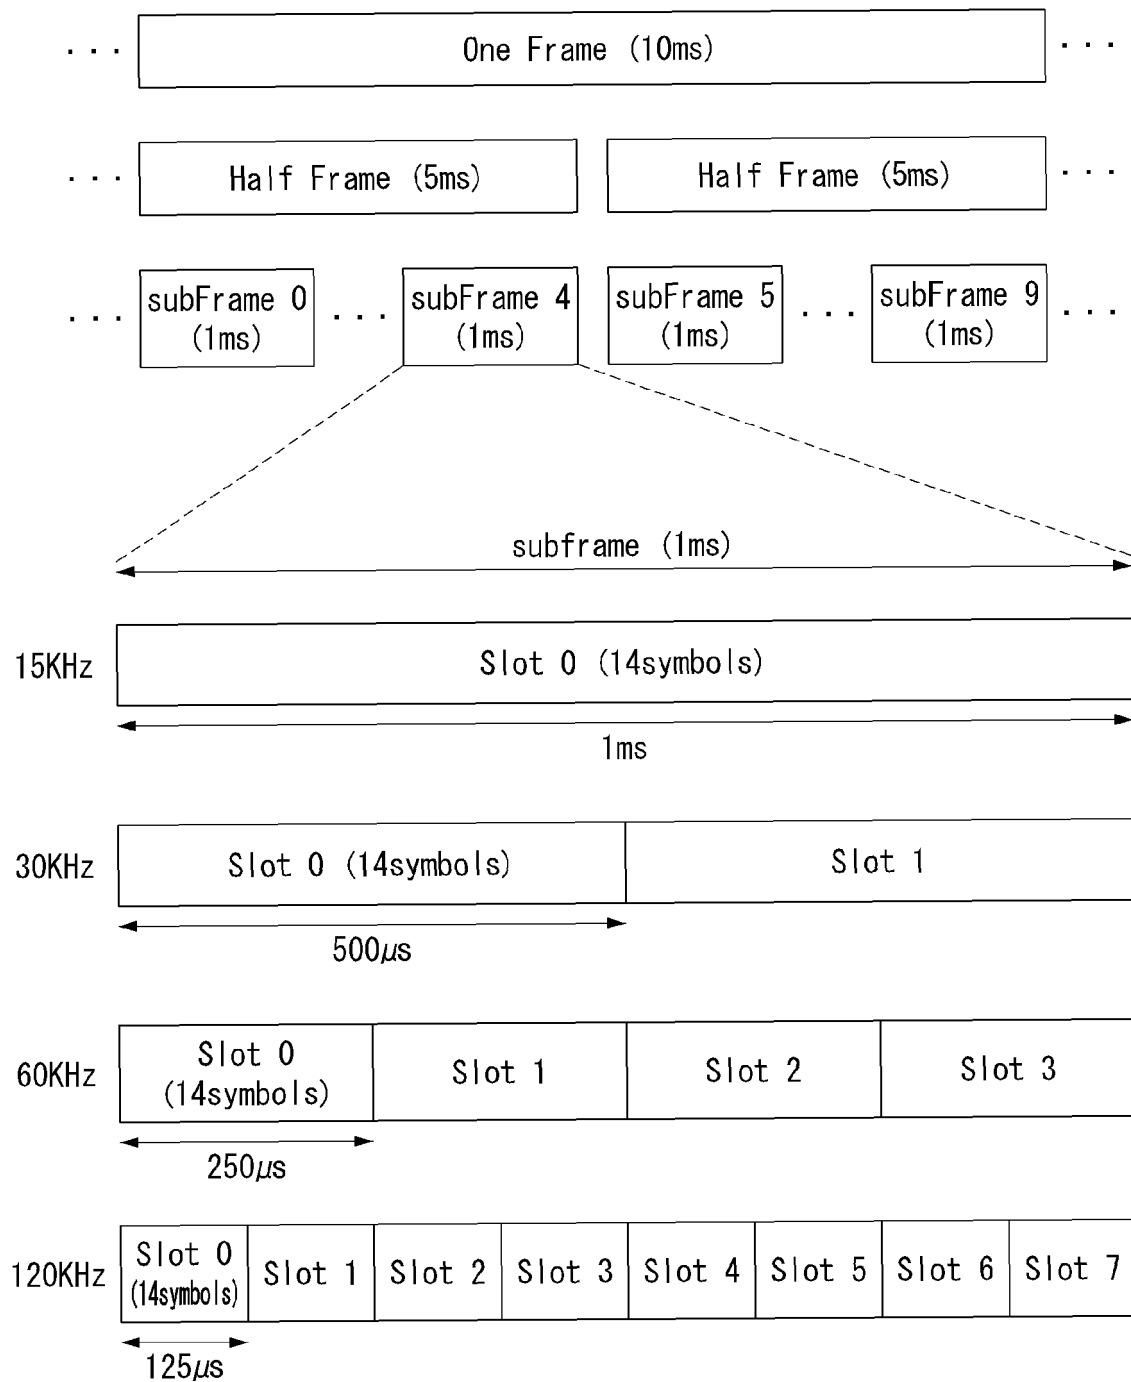 ··· One Frame (10ms) ···
··· Half Frame (5ms) Half Frame (5ms) ···
··· subFrame 0 ··· subFrame 4 subFrame 5 ··· subFrame 9 ···
(1ms) (1ms) (1ms) (1ms)
subframe (1ms)
15KHz Slot 0 (14symbols)
1ms
30KHz Slot 0 (14symbols) Slot 1
500μs
60KHz Slot 0 Slot 1 Slot 2 Slot 3
(14symbols)
250μs
120KHz Slot 0 Slot 1 Slot 2 Slot 3 Slot 4 Slot 5 Slot 6 Slot 7
(14symbols)
125μs